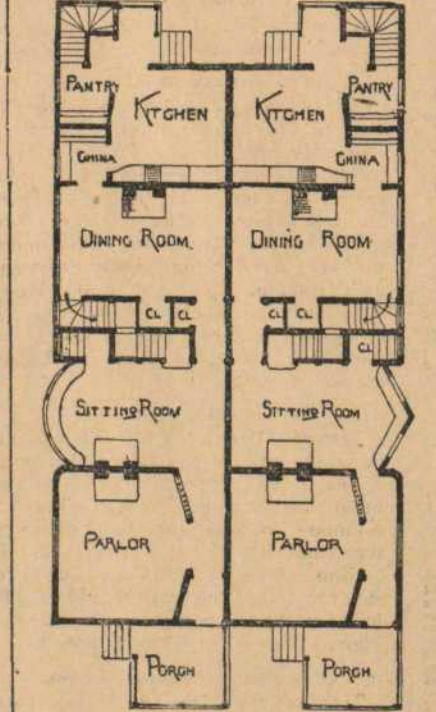 PANTRY
KITCHEN
KITCHEN
PANTRY
CHINA
CHINA
DINING ROOM.
DINING ROOM.
CL
CL
CL
CL
CL
SITTING ROOM
SITTING ROOM
PARLOR
PARLOR
PORCH
PORCH